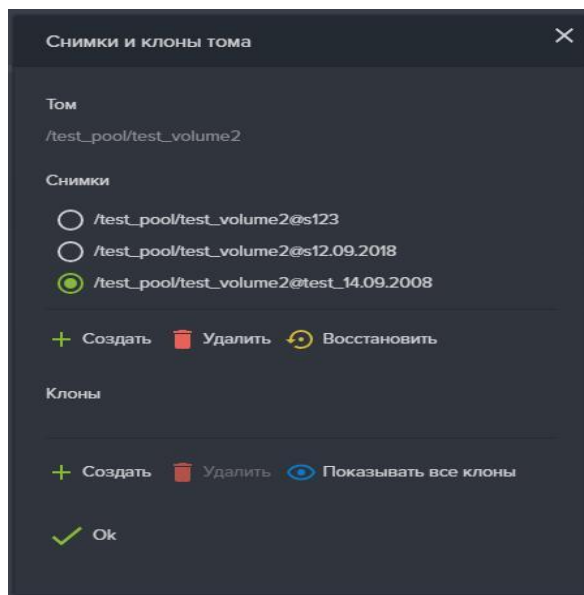 Снимки и клоны тома
Том
/test_pool/test_volume2
Снимки
/test_pool/test_volume2@s123
/test_pool/test_volume2@s12.09.2018
/test_pool/test_volume2@test_14.09.2008
Создать Удалить Восстановить
Клоны
Создать Удалить Показывать все клоны
Ok